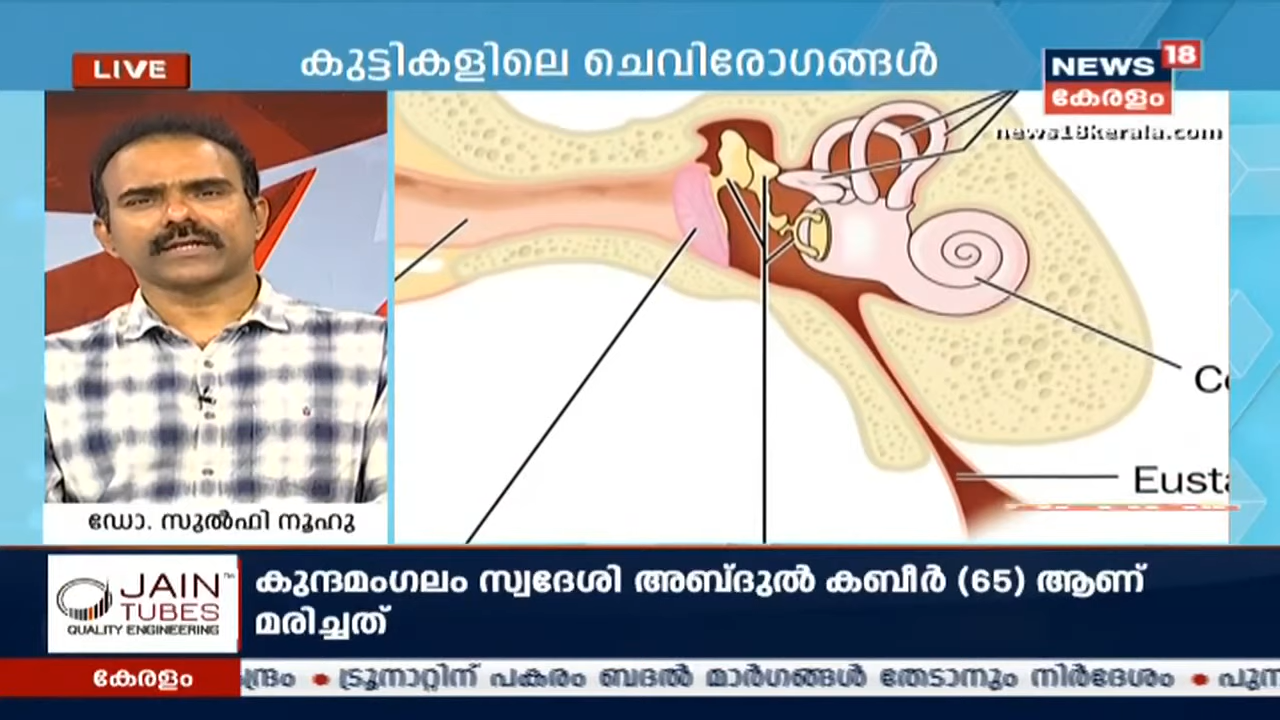 LIVE
കുട്ടികളിലെ ചെവിരോഗങ്ങൾ
NEWS 18
കേരളം
news18kerala.com
ഡോ. സുൽഫി നൂഹു
JAIN
TUBES
QUALITY ENGINEERING
കുന്ദമംഗലം സ്വദേശി അബ്ദുൽ കബീർ (65) ആണ്
മരിച്ചത്
കേരളം
• ട്രൂനാറ്റിന് പകരം ബദൽ മാർഗങ്ങൾ തേടാനും നിർദേശം •